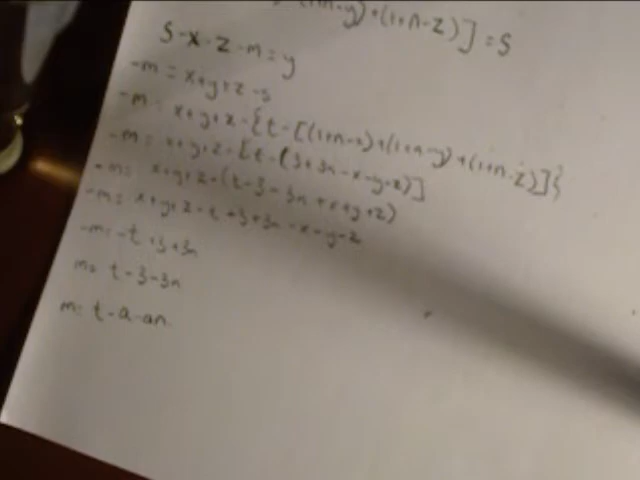 (1+n-y)+(1+n-z)]=s
s-x-z-m=y
-m=x+y+z-s
-m=x+y+z-{t-[(1+n-x)+(1+n-y)+(1+n-z)]}
-m=x+y+z-[t-(3+3n-x-y-z)]
-m=x+y+z-(t-3-3n+x+y+z)
-m=x+y+z-t+3+3n-x-y-z
-m=-t+3+3n
m=t-3-3n
m=t-a-an